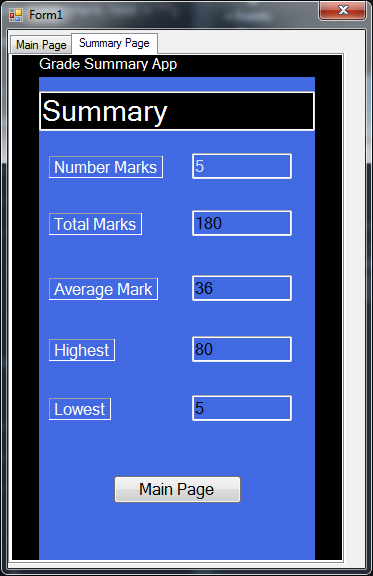 Form1
Main Page Summary Page
Grade Summary App
Summary
Number Marks 5
Total Marks 180
Average Mark 36
Highest 80
Lowest 5
Main Page